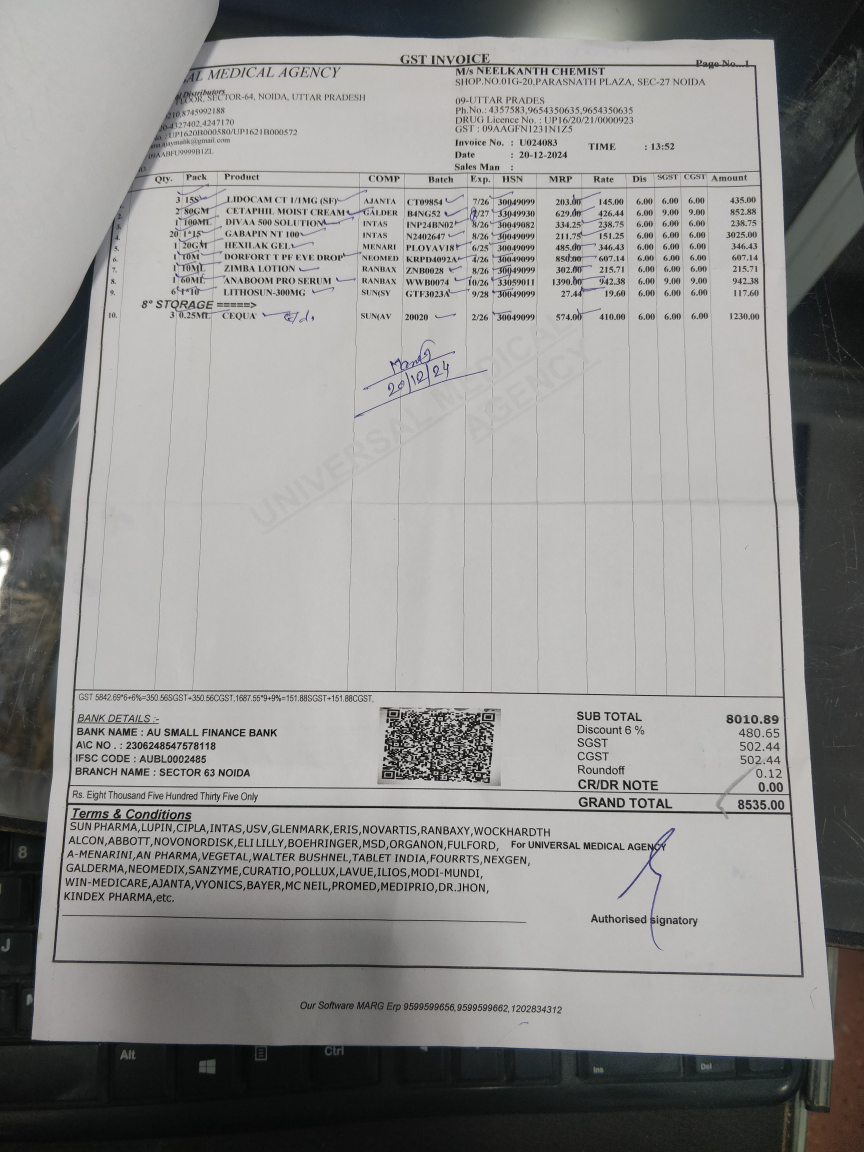 GST INVOICE
Page No...1
AL MEDICAL AGENCY
M/s NEELKANTH CHEMIST
SHOP.NO.01G-20,PARASNATH PLAZA, SEC-27 NOIDA
Distributors
SECTOR-64, NOIDA, UTTAR PRADESH
09-UTTAR PRADES
8745992188
Ph.No.: 4357583,9654350635,9654350635
4327402,4247170
DRUG Licence No.: UP16/20/21/0000923
UP1620B000580/UP1621B000572
GST : 09AAGFN1231N1Z5
Invoice No. : U024083
TIME : 13:52
Date : 20-12-2024
Sales Man :
Qty. Pack Product COMP Batch Exp. HSN MRP Rate Dis SGST CGST Amount
3 15S LIDOCAM CT 1/1MG (SF) AJANTA CT09854 7/26 30049099 203.00 145.00 6.00 6.00 6.00 435.00
2. 2 80GM CETAPHIL MOIST CREAM GALDER B4NG52 /27 33049930 629.00 426.44 6.00 9.00 9.00 852.88
3. 1 100ML DIVAA 500 SOLUTION INTAS INP24BN02 8/26 30049082 334.25 238.75 6.00 6.00 6.00 238.75
4. 20 1*15 GABAPIN NT 100 INTAS N2402647 8/26 30049099 211.75 151.25 6.00 6.00 6.00 3025.00
5. 1 20GM HEXILAK GEL MENARI PLOYAV18 6/25 30049099 485.00 346.43 6.00 6.00 6.00 346.43
6. 1 10M DORFORT T PF EYE DROP NEOMED KRPD4092A 4/26 30049099 850.00 607.14 6.00 6.00 6.00 607.14
7. 1 10ML ZIMBA LOTION RANBAX ZNB0028 8/26 30049099 302.00 215.71 6.00 6.00 6.00 215.71
8. 1 60ML ANABOOM PRO SERUM RANBAX WWB0074 10/26 33059011 1390.00 942.38 6.00 9.00 9.00 942.38
9. 6 1*10 LITHOSUN-300MG SUN(SY GTF3023A 9/28 30049099 27.44 19.60 6.00 6.00 6.00 117.60
8° STORAGE =====>
10. 3 0.25ML CEQUA SUN(AV 20020 2/26 30049099 574.00 410.00 6.00 6.00 6.00 1230.00
20/12/24
UNIVERSAL MEDICAL
AGENCY
GST 5842.69*6+6%=350.56SGST+350.56CGST,1687.55*9+9%=151.88SGST+151.88CGST,
BANK DETAILS :-
BANK NAME : AU SMALL FINANCE BANK
A\C NO . : 2306248547578118
IFSC CODE : AUBL0002485
BRANCH NAME : SECTOR 63 NOIDA
SUB TOTAL 8010.89
Discount 6 % 480.65
SGST 502.44
CGST 502.44
Roundoff 0.12
CR/DR NOTE 0.00
Rs. Eight Thousand Five Hundred Thirty Five Only
GRAND TOTAL 8535.00
Terms & Conditions
SUN PHARMA,LUPIN,CIPLA,INTAS,USV,GLENMARK,ERIS,NOVARTIS,RANBAXY,WOCKHARDTH
ALCON,ABBOTT,NOVONORDISK,ELI LILLY,BOEHRINGER,MSD,ORGANON,FULFORD,
For UNIVERSAL MEDICAL AGENCY
A-MENARINI,AN PHARMA,VEGETAL,WALTER BUSHNEL,TABLET INDIA,FOURRTS,NEXGEN,
GALDERMA,NEOMEDIX,SANZYME,CURATIO,POLLUX,LAVUE,ILIOS,MODI-MUNDI,
WIN-MEDICARE,AJANTA,VYONICS,BAYER,MC NEIL,PROMED,MEDIPRIO,DR.JHON,
KINDEX PHARMA,etc.
Authorised signatory
Our Software MARG Erp 9599599656,9599599662,1202834312
8
J
Alt
Ctrl
Ins
Del